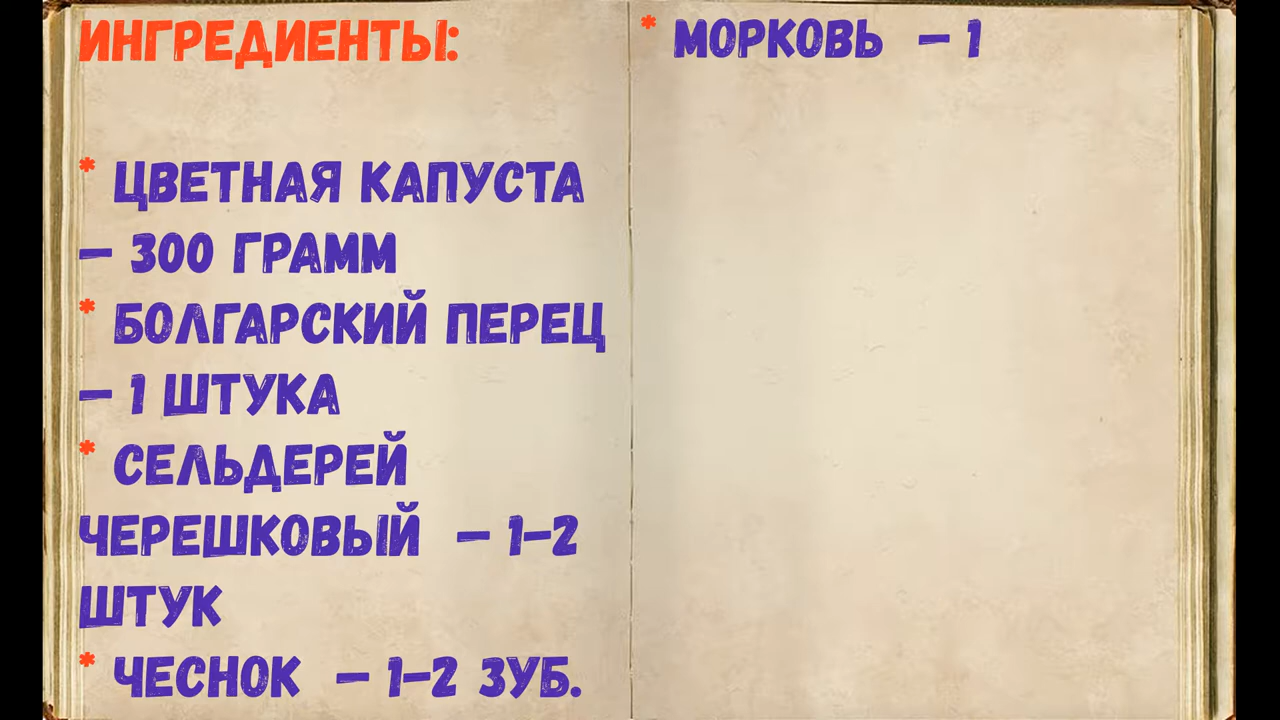 ИНГРЕДИЕНТЫ:
* ЦВЕТНАЯ КАПУСТА
– 300 ГРАММ
* БОЛГАРСКИЙ ПЕРЕЦ
– 1 ШТУКА
* СЕЛЬДЕРЕЙ
ЧЕРЕШКОВЫЙ – 1-2
ШТУК
* ЧЕСНОК – 1-2 ЗУБ.
* МОРКОВЬ – 1